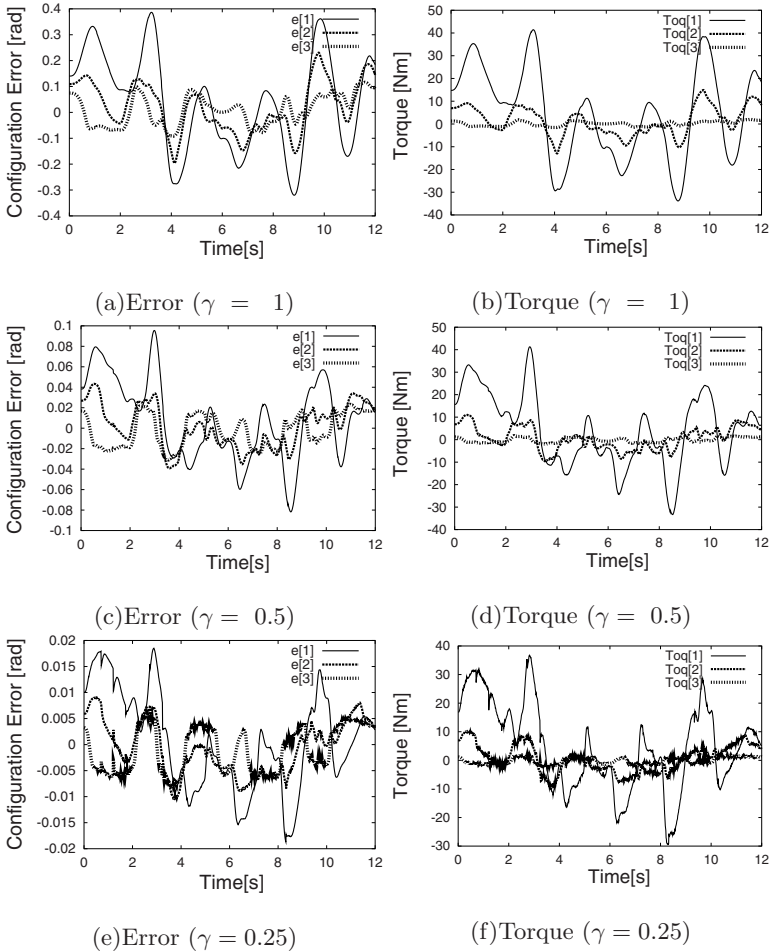 Configuration Error [rad]
0.4
0.3
0.2
0.1
0
-0.1
-0.2
-0.3
-0.4
e[1]
e[2]
e[3]
0 2 4 6 8 10 12
Time[s]
(a)Error (γ = 1)
Torque [Nm]
50
40
30
20
10
0
-10
-20
-30
-40
Toq[1]
Toq[2]
Toq[3]
0 2 4 6 8 10 12
Time[s]
(b)Torque (γ = 1)
Configuration Error [rad]
0.1
0.08
0.06
0.04
0.02
0
-0.02
-0.04
-0.06
-0.08
-0.1
e[1]
e[2]
e[3]
0 2 4 6 8 10 12
Time[s]
(c)Error (γ = 0.5)
Torque [Nm]
50
40
30
20
10
0
-10
-20
-30
-40
Toq[1]
Toq[2]
Toq[3]
0 2 4 6 8 10 12
Time[s]
(d)Torque (γ = 0.5)
Configuration Error [rad]
0.02
0.015
0.01
0.005
0
-0.005
-0.01
-0.015
-0.02
e[1]
e[2]
e[3]
0 2 4 6 8 10 12
Time[s]
(e)Error (γ = 0.25)
Torque [Nm]
40
30
20
10
0
-10
-20
-30
Toq[1]
Toq[2]
Toq[3]
0 2 4 6 8 10 12
Time[s]
(f)Torque (γ = 0.25)